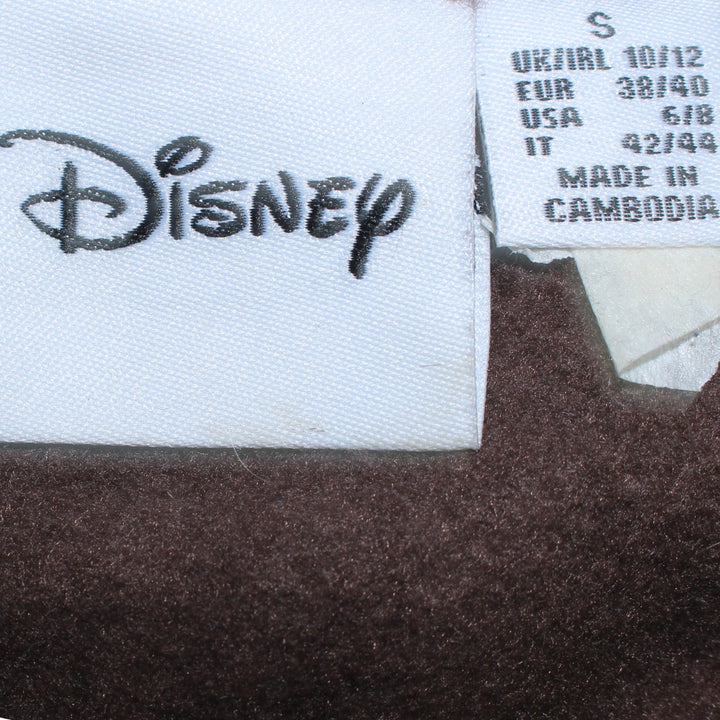 Disney
S
UK/IRL 10/12
EUR 38/40
USA 6/8
IT 42/44
MADE IN
CAMBODIA